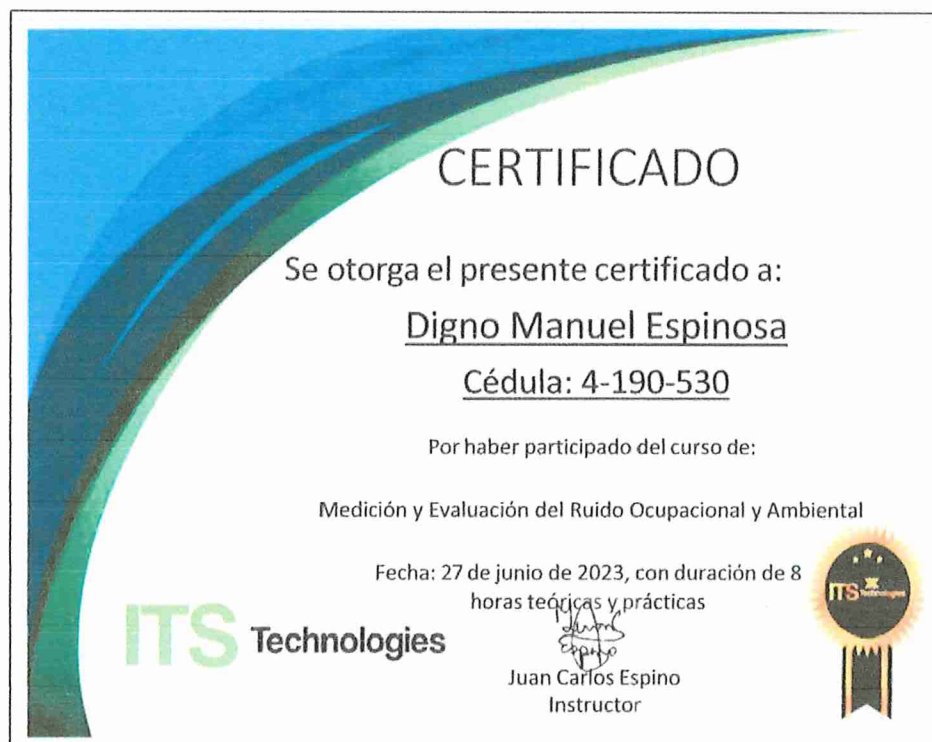 CERTIFICADO
Se otorga el presente certificado a:
Digno Manuel Espinosa
Cédula: 4-190-530
Por haber participado del curso de:
Medición y Evaluación del Ruido Ocupacional y Ambiental
Fecha: 27 de junio de 2023, con duración de 8
horas teóricas y prácticas
ITS Technologies
ITS Technologies
Juan Carlos Espino
Instructor